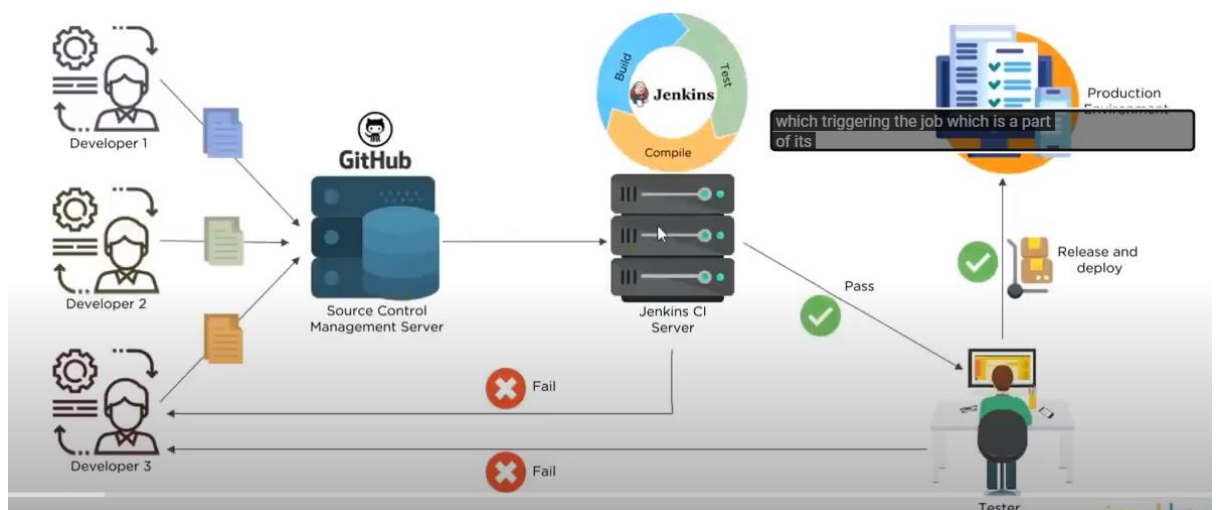 Developer 1
Developer 2
Developer 3
GitHub
Source Control
Management Server
Build
Test
Compile
Jenkins
Jenkins CI
Server
Pass
Fail
Fail
Production
Environment
which triggering the job which is a part
of its
Release and
deploy
Tester